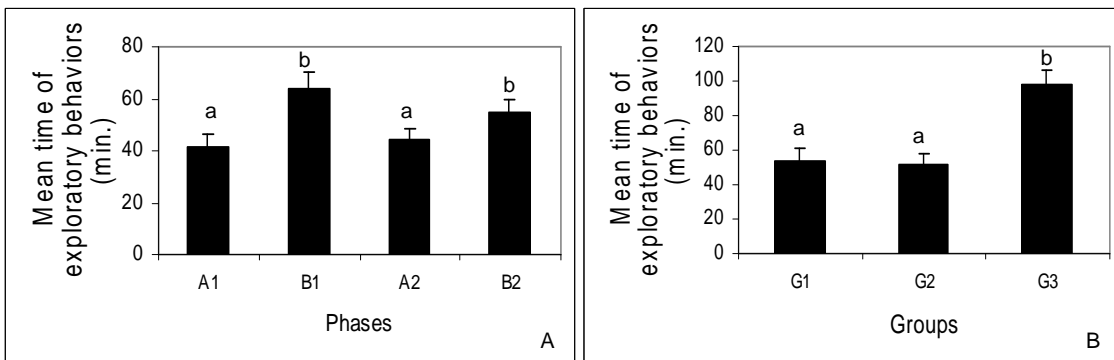 Mean time of
exploratory behaviors
(min.)
80
60
40
20
0
a
b
a
b
A1
B1
A2
B2
Phases
A
Mean time of
exploratory behaviors
(min.)
120
100
80
60
40
20
0
a
a
b
G1
G2
G3
Groups
B